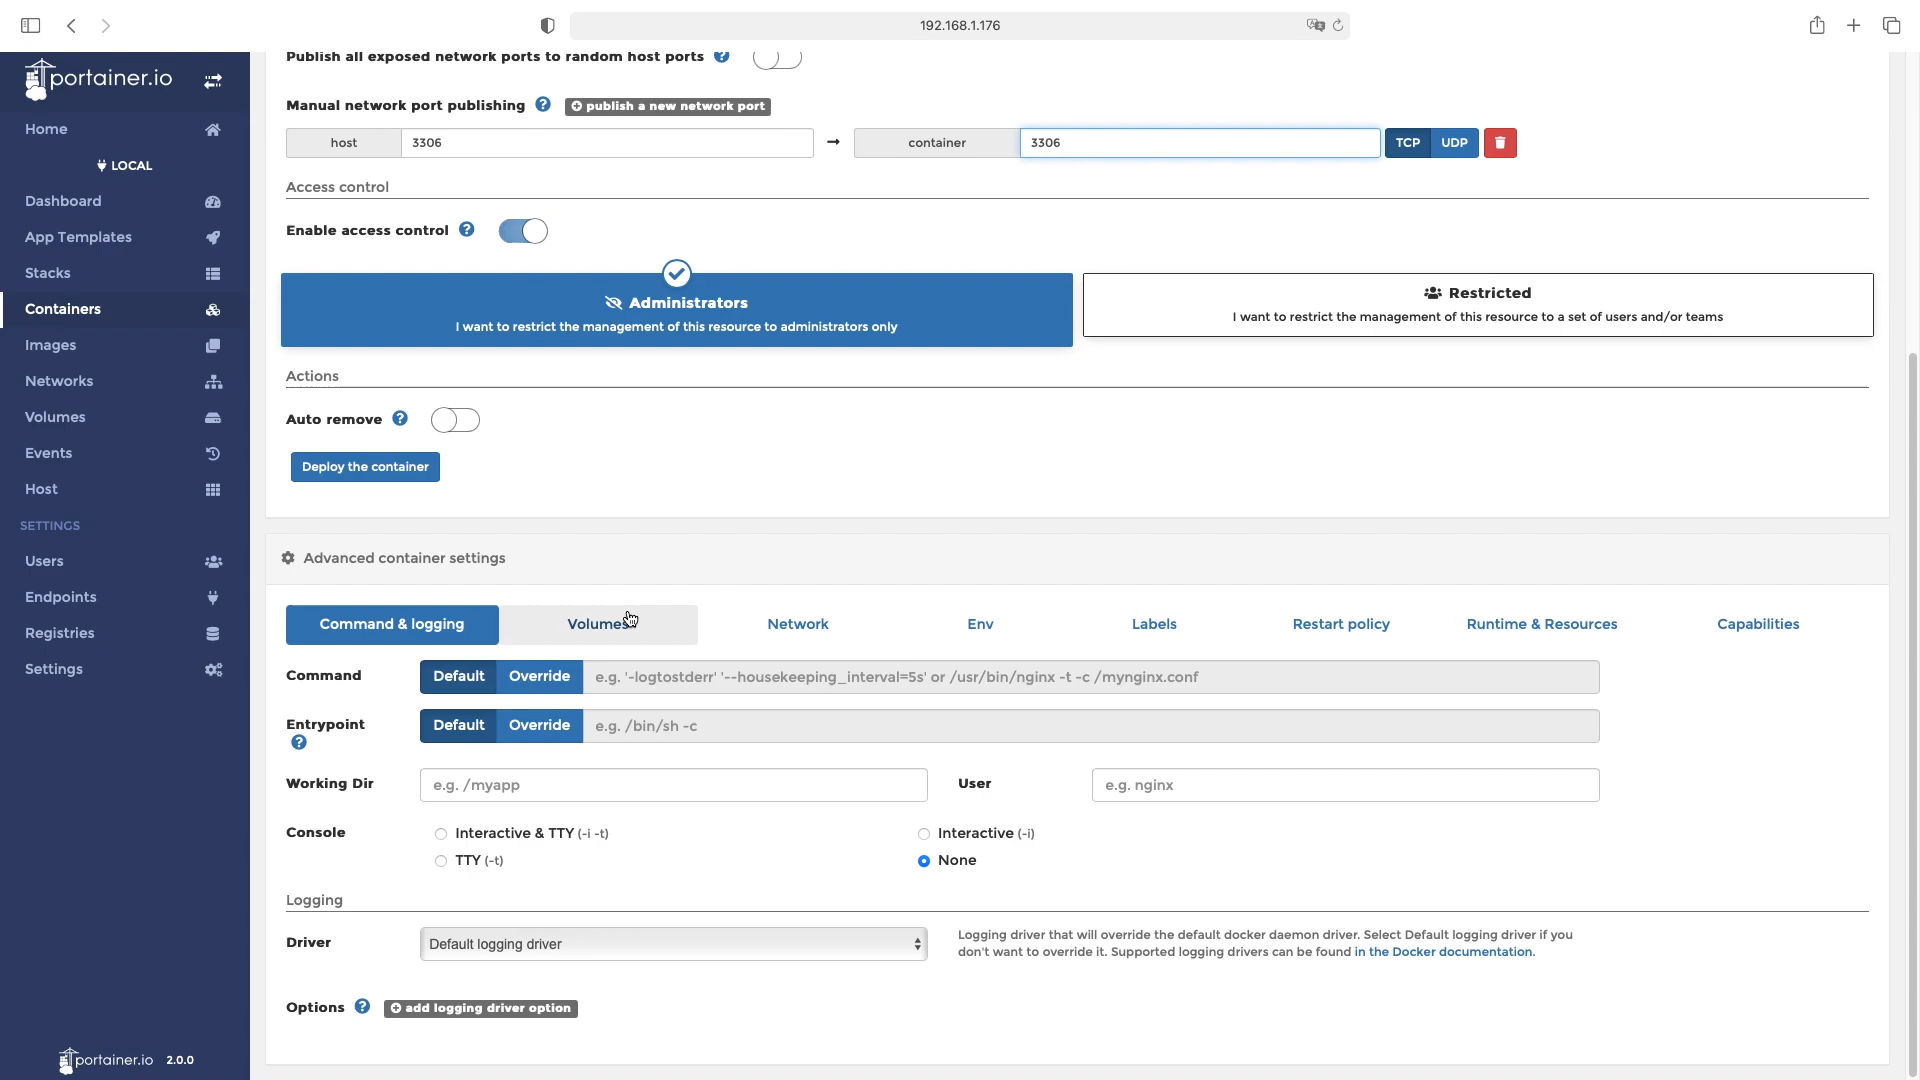 192.168.1.176
portainer.io
Home
LOCAL
Dashboard
App Templates
Stacks
Containers
Images
Networks
Volumes
Events
Host
SETTINGS
Users
Endpoints
Registries
Settings
portainer.io 2.0.0
Publish all exposed network ports to random host ports
Manual network port publishing publish a new network port
host 3306 → container 3306 TCP UDP
Access control
Enable access control
Administrators
I want to restrict the management of this resource to administrators only
Restricted
I want to restrict the management of this resource to a set of users and/or teams
Actions
Auto remove
Deploy the container
Advanced container settings
Command & logging Volumes Network Env Labels Restart policy Runtime & Resources Capabilities
Command Default Override e.g. '-logtostderr' '--housekeeping_interval=5s' or /usr/bin/nginx -t -c /mynginx.conf
Entrypoint Default Override e.g. /bin/sh -c
Working Dir e.g. /myapp User e.g. nginx
Console Interactive & TTY (-i -t) Interactive (-i)
TTY (-t) None
Logging
Driver Default logging driver
Logging driver that will override the default docker daemon driver. Select Default logging driver if you
don't want to override it. Supported logging drivers can be found in the Docker documentation.
Options add logging driver option